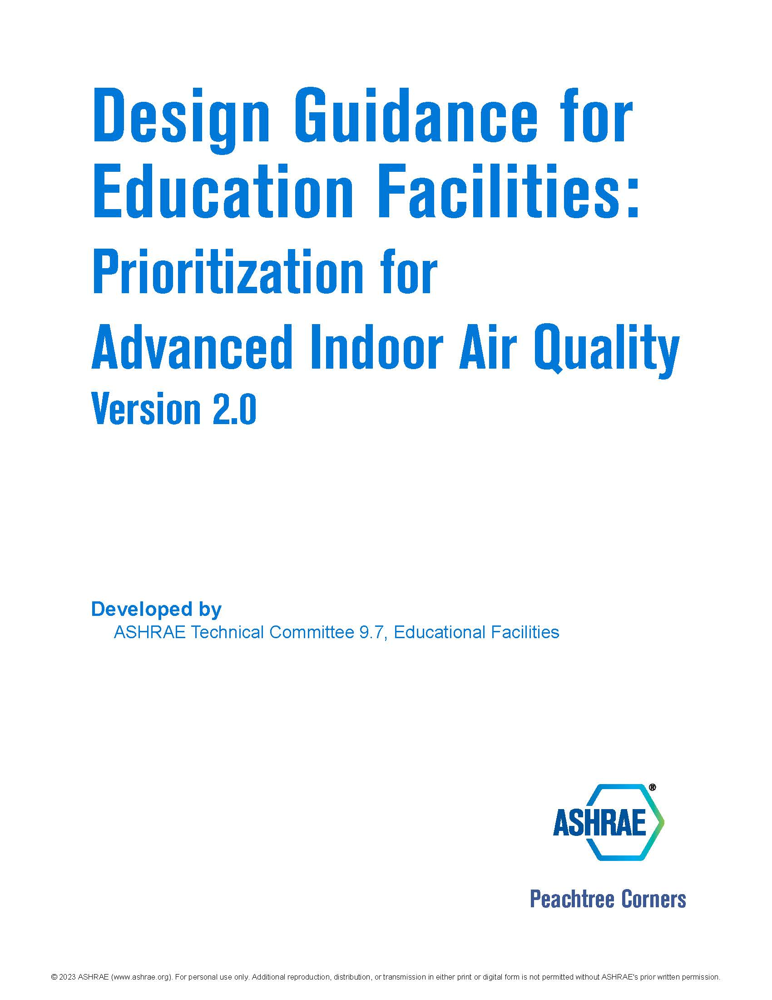 Design Guidance for
Education Facilities:
Prioritization for
Advanced Indoor Air Quality
Version 2.0
Developed by
ASHRAE Technical Committee 9.7, Educational Facilities
ASHRAE®
Peachtree Corners
© 2023 ASHRAE (www.ashrae.org). For personal use only. Additional reproduction, distribution, or transmission in either print or digital form is not permitted without ASHRAE's prior written permission.